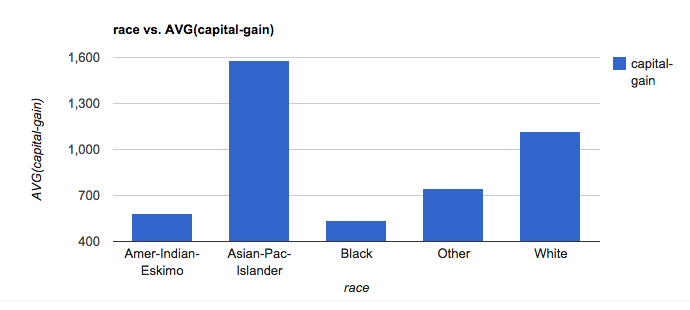 race vs. AVG(capital-gain)
1,600
1,300
1,000
700
400
AVG(capital-gain)
Amer-Indian-
Eskimo
Asian-Pac-
Islander
Black
Other
White
race
capital-
gain